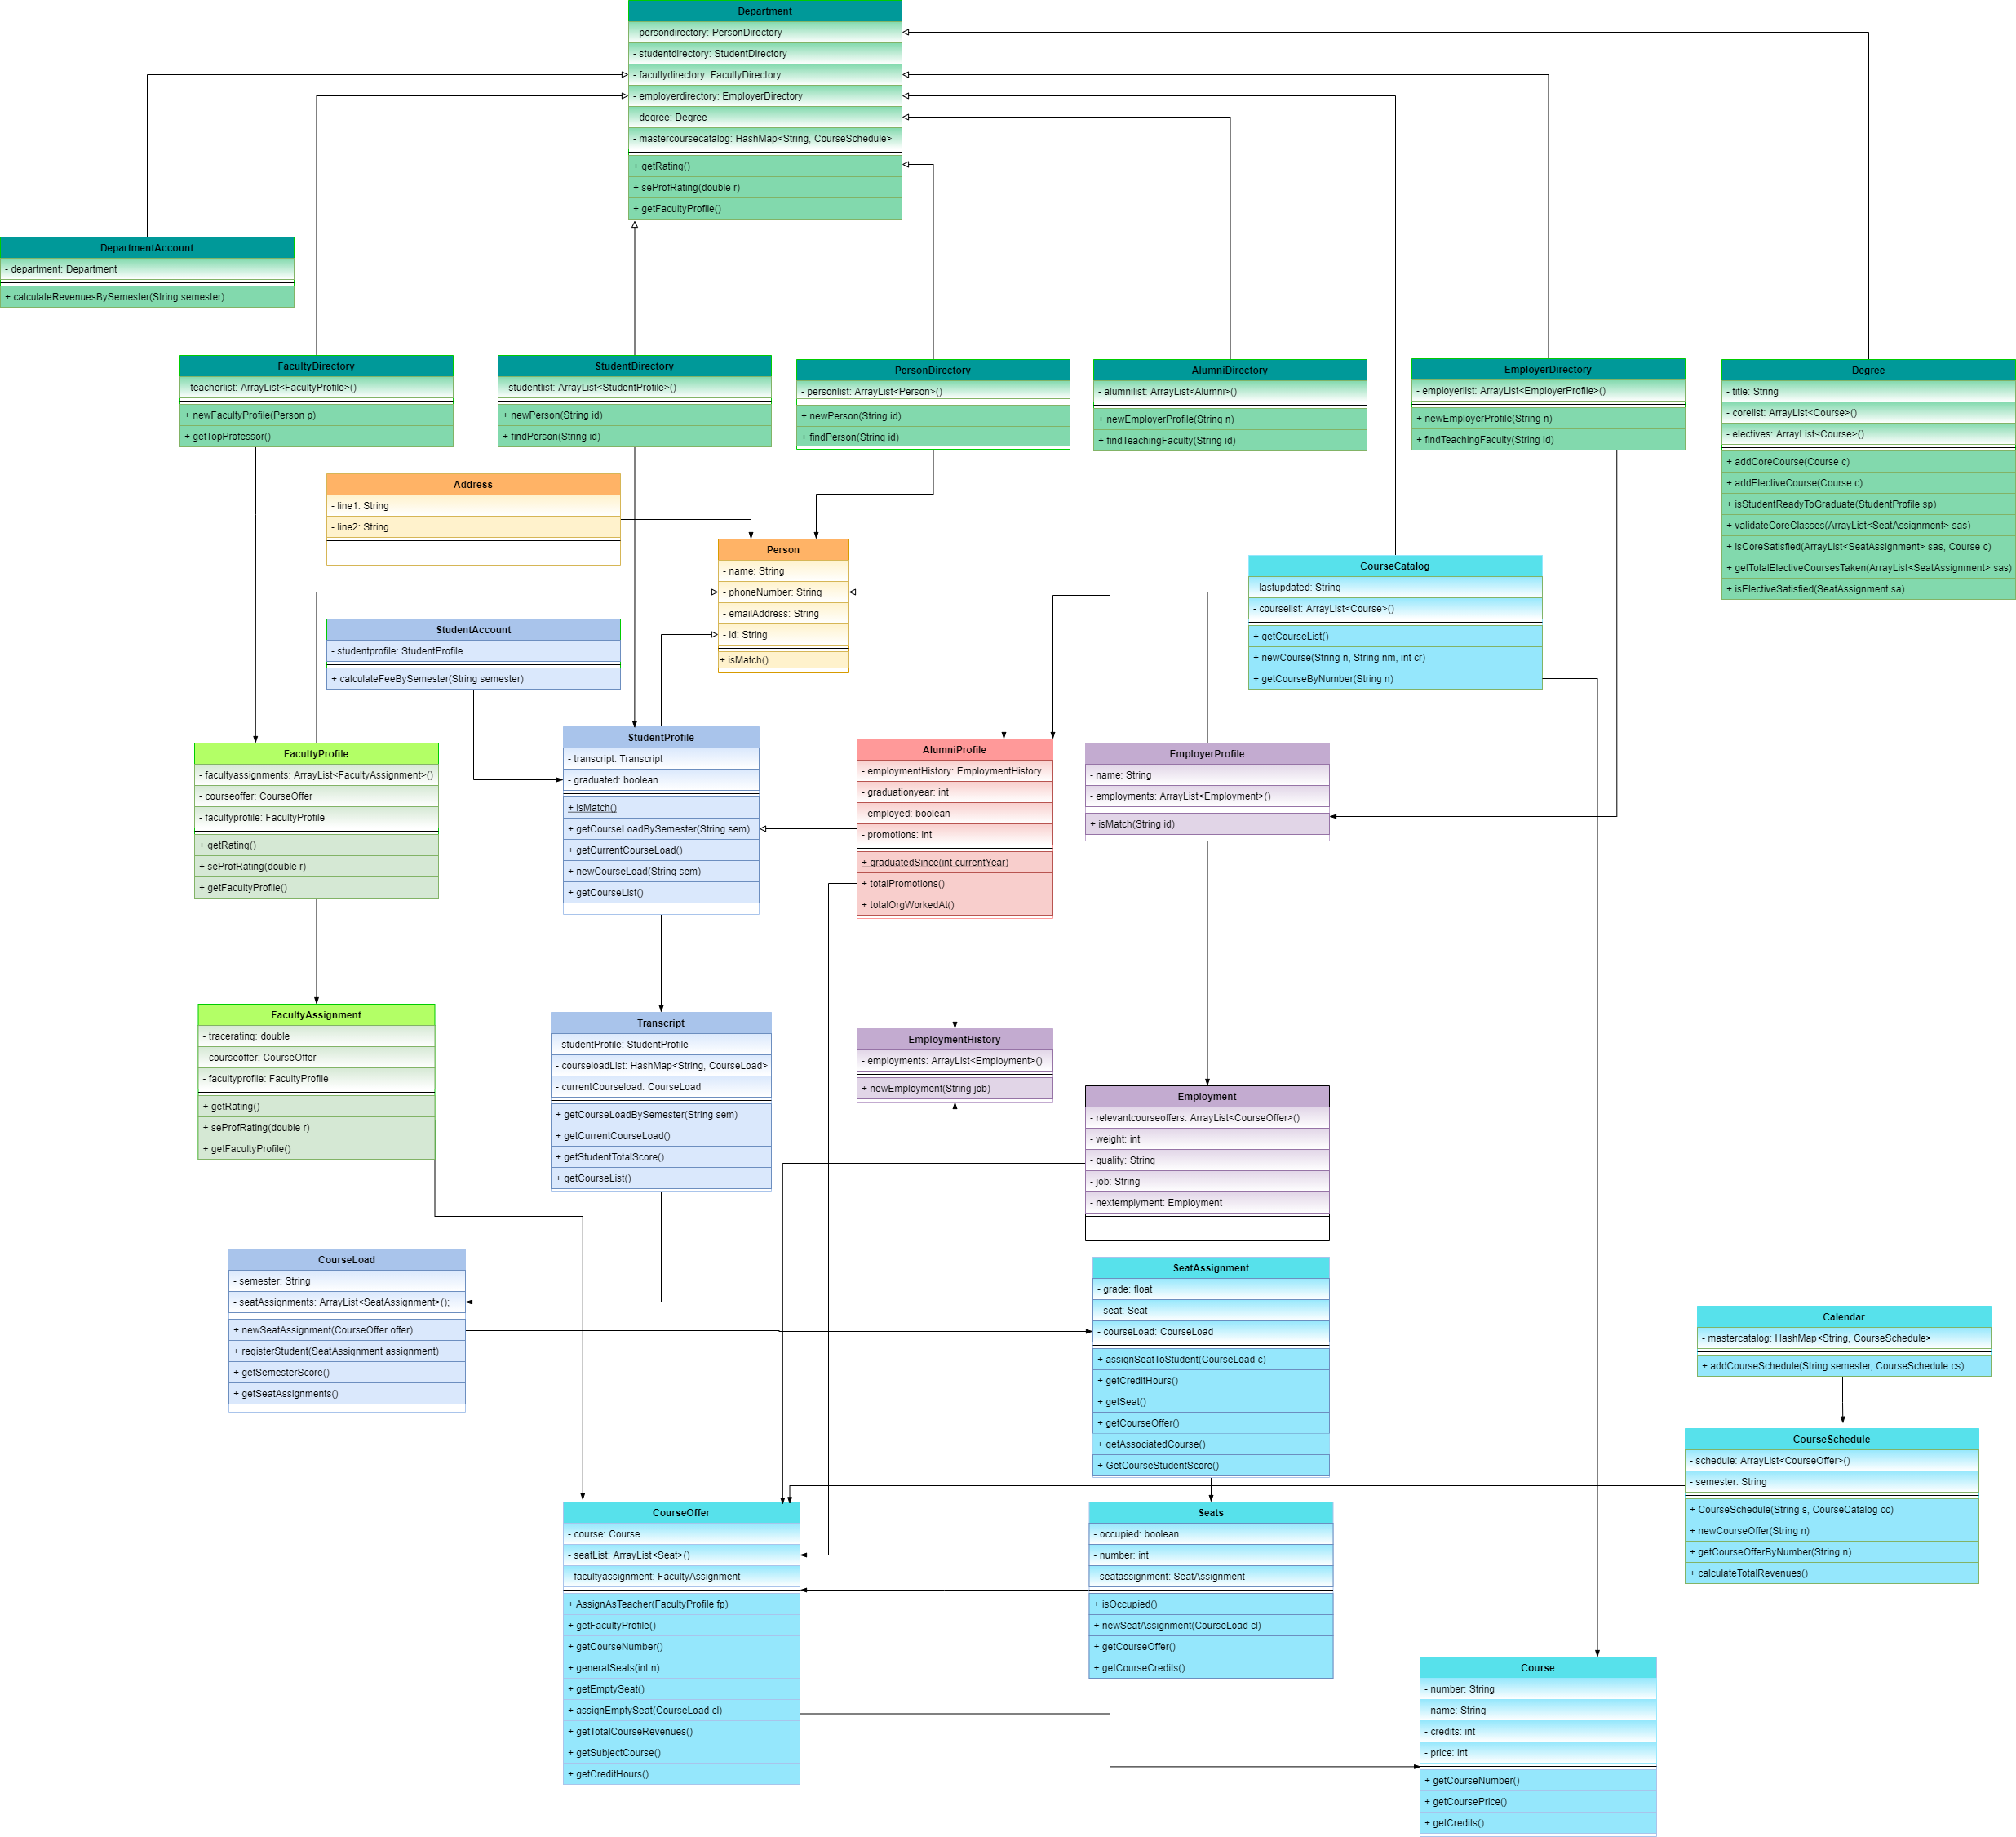 Department
- persondirectory: PersonDirectory
- studentdirectory: StudentDirectory
- facultydirectory: FacultyDirectory
- employerdirectory: EmployerDirectory
- degree: Degree
- mastercoursecatalog: HashMap<String, CourseSchedule>
+ getRating()
+ seProfRating(double r)
+ getFacultyProfile()
DepartmentAccount
- department: Department
+ calculateRevenuesBySemester(String semester)
FacultyDirectory
- teacherlist: ArrayList<FacultyProfile>()
+ newFacultyProfile(Person p)
+ getTopProfessor()
StudentDirectory
- studentlist: ArrayList<StudentProfile>()
+ newPerson(String id)
+ findPerson(String id)
PersonDirectory
- personlist: ArrayList<Person>()
+ newPerson(String id)
+ findPerson(String id)
AlumniDirectory
- alumnilist: ArrayList<Alumni>()
+ newEmployerProfile(String n)
+ findTeachingFaculty(String id)
EmployerDirectory
- employerlist: ArrayList<EmployerProfile>()
+ newEmployerProfile(String n)
+ findTeachingFaculty(String id)
Degree
- title: String
- corelist: ArrayList<Course>()
- electives: ArrayList<Course>()
+ addCoreCourse(Course c)
+ addElectiveCourse(Course c)
+ isStudentReadyToGraduate(StudentProfile sp)
+ validateCoreClasses(ArrayList<SeatAssignment> sas)
+ isCoreSatisfied(ArrayList<SeatAssignment> sas, Course c)
+ getTotalElectiveCoursesTaken(ArrayList<SeatAssignment> sas)
+ isElectiveSatisfied(SeatAssignment sa)
Address
- line1: String
- line2: String
Person
- name: String
- phoneNumber: String
- emailAddress: String
- id: String
+ isMatch()
CourseCatalog
- lastupdated: String
- courselist: ArrayList<Course>()
+ getCourseList()
+ newCourse(String n, String nm, int cr)
+ getCourseByNumber(String n)
StudentAccount
- studentprofile: StudentProfile
+ calculateFeeBySemester(String semester)
FacultyProfile
- facultyassignments: ArrayList<FacultyAssignment>()
- courseoffer: CourseOffer
- facultyprofile: FacultyProfile
+ getRating()
+ seProfRating(double r)
+ getFacultyProfile()
StudentProfile
- transcript: Transcript
- graduated: boolean
+ isMatch()
+ getCourseLoadBySemester(String sem)
+ getCurrentCourseLoad()
+ newCourseLoad(String sem)
+ getCourseList()
AlumniProfile
- employmentHistory: EmploymentHistory
- graduationyear: int
- employed: boolean
- promotions: int
+ graduatedSince(int currentYear)
+ totalPromotions()
+ totalOrgWorkedAt()
EmployerProfile
- name: String
- employments: ArrayList<Employment>()
+ isMatch(String id)
FacultyAssignment
- tracerating: double
- courseoffer: CourseOffer
- facultyprofile: FacultyProfile
+ getRating()
+ seProfRating(double r)
+ getFacultyProfile()
Transcript
- studentProfile: StudentProfile
- courseloadList: HashMap<String, CourseLoad>
- currentCourseload: CourseLoad
+ getCourseLoadBySemester(String sem)
+ getCurrentCourseLoad()
+ getStudentTotalScore()
+ getCourseList()
EmploymentHistory
- employments: ArrayList<Employment>()
+ newEmployment(String job)
Employment
- relevantcourseoffers: ArrayList<CourseOffer>()
- weight: int
- quality: String
- job: String
- nextemplyment: Employment
CourseLoad
- semester: String
- seatAssignments: ArrayList<SeatAssignment>();
+ newSeatAssignment(CourseOffer offer)
+ registerStudent(SeatAssignment assignment)
+ getSemesterScore()
+ getSeatAssignments()
SeatAssignment
- grade: float
- seat: Seat
- courseLoad: CourseLoad
+ assignSeatToStudent(CourseLoad c)
+ getCreditHours()
+ getSeat()
+ getCourseOffer()
+ getAssociatedCourse()
+ GetCourseStudentScore()
Calendar
- mastercatalog: HashMap<String, CourseSchedule>
+ addCourseSchedule(String semester, CourseSchedule cs)
CourseSchedule
- schedule: ArrayList<CourseOffer>()
- semester: String
+ CourseSchedule(String s, CourseCatalog cc)
+ newCourseOffer(String n)
+ getCourseOfferByNumber(String n)
+ calculateTotalRevenues()
CourseOffer
- course: Course
- seatList: ArrayList<Seat>()
- facultyassignment: FacultyAssignment
+ AssignAsTeacher(FacultyProfile fp)
+ getFacultyProfile()
+ getCourseNumber()
+ generatSeats(int n)
+ getEmptySeat()
+ assignEmptySeat(CourseLoad cl)
+ getTotalCourseRevenues()
+ getSubjectCourse()
+ getCreditHours()
Seats
- occupied: boolean
- number: int
- seatassignment: SeatAssignment
+ isOccupied()
+ newSeatAssignment(CourseLoad cl)
+ getCourseOffer()
+ getCourseCredits()
Course
- number: String
- name: String
- credits: int
- price: int
+ getCourseNumber()
+ getCoursePrice()
+ getCredits()